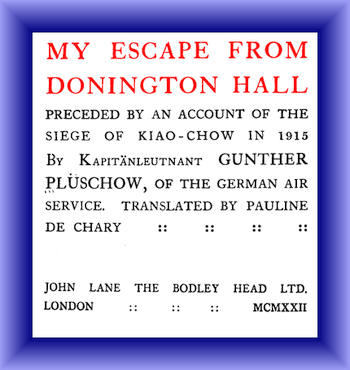 MY ESCAPE FROM
DONINGTON HALL
PRECEDED BY AN ACCOUNT OF THE
SIEGE OF KIAO-CHOW IN 1915
By KAPITÄNLEUTNANT GUNTHER
PLÜSCHOW, OF THE GERMAN AIR
SERVICE. TRANSLATED BY PAULINE
DE CHARY :: :: :: ::
JOHN LANE THE BODLEY HEAD LTD.
LONDON :: :: :: MCMXXII